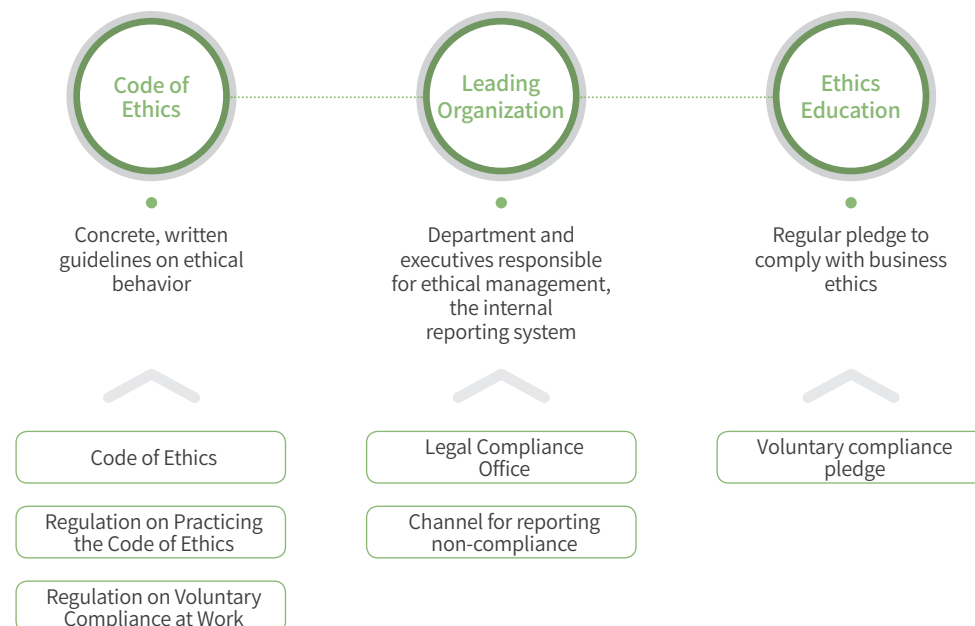 Code of
Ethics
Leading
Organization
Ethics
Education
Concrete, written
guidelines on ethical
behavior
Department and
executives responsible
for ethical management,
the internal
reporting system
Regular pledge to
comply with business
ethics
Code of Ethics
Regulation on Practicing
the Code of Ethics
Regulation on Voluntary
Compliance at Work
Legal Compliance
Office
Channel for reporting
non-compliance
Voluntary compliance
pledge